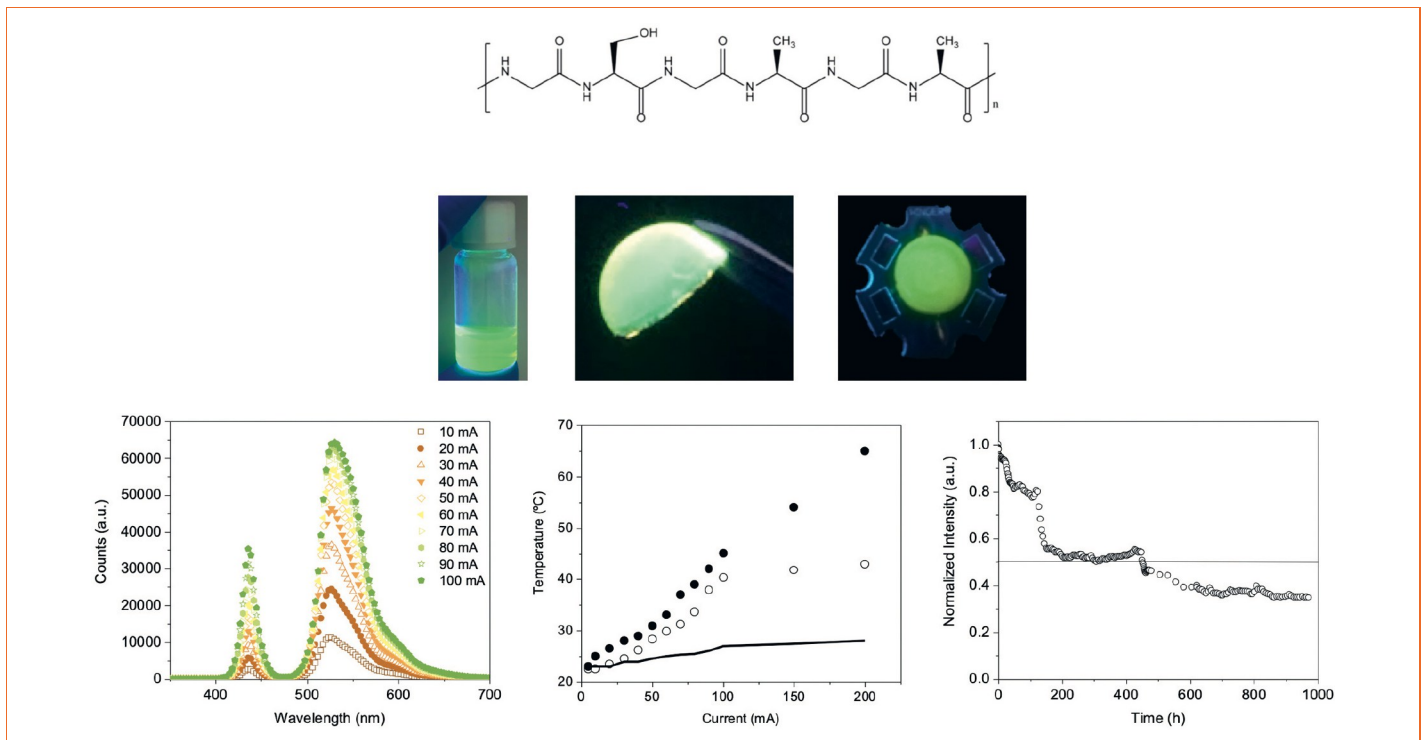 OH
O
O
CH3
O
CH3
H
N
H
N
H
N
N
H
N
H
N
H
O
O
O
n
70000
60000
50000
40000
30000
20000
10000
0
Counts (a.u.)
400
500
600
700
Wavelength (nm)
10 mA
20 mA
30 mA
40 mA
50 mA
60 mA
70 mA
80 mA
90 mA
100 mA
70
60
50
40
30
20
Temperature (ºC)
0
50
100
150
200
Current (mA)
1.0
0.8
0.6
0.4
0.2
0.0
Normalized Intensity (a.u.)
0
200
400
600
800
1000
Time (h)